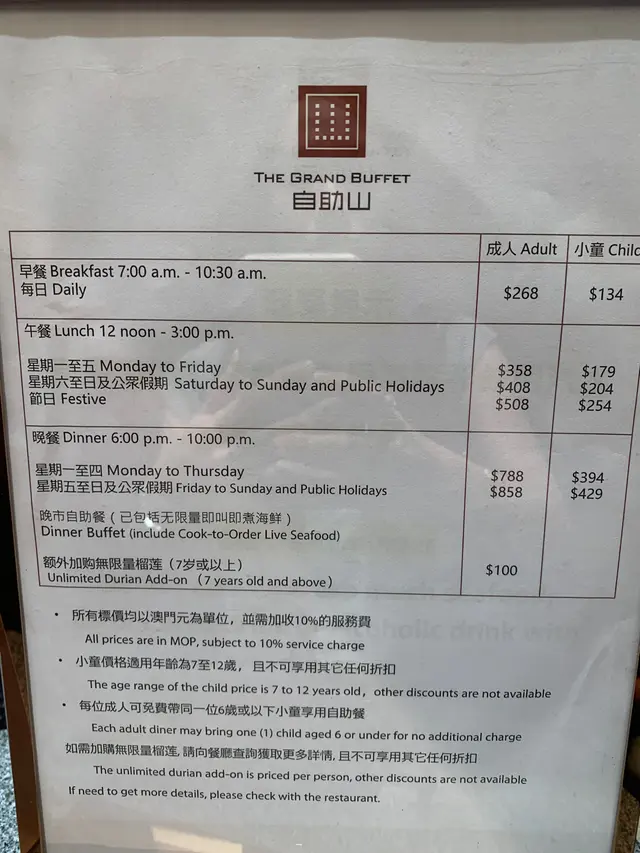 THE GRAND BUFFET
自助山
成人 Adult 小童 Chilc
早餐 Breakfast 7:00 a.m. - 10:30 a.m.
每日 Daily $268 $134
午餐 Lunch 12 noon - 3:00 p.m.
星期一至五 Monday to Friday $358 $179
星期六至日及公眾假期 Saturday to Sunday and Public Holidays $408 $204
節日 Festive $508 $254
晚餐 Dinner 6:00 p.m. - 10:00 p.m.
星期一至四 Monday to Thursday $788 $394
星期五至日及公眾假期 Friday to Sunday and Public Holidays $858 $429
晚市自助餐（已包括无限量即叫即煮海鮮）
Dinner Buffet (include Cook-to-Order Live Seafood)
额外加购無限量榴莲（7岁或以上）
Unlimited Durian Add-on （7 years old and above） $100
• 所有標價均以澳門元為單位，並需加收10%的服務費
All prices are in MOP, subject to 10% service charge
• 小童價格適用年齡為7至12歲， 且不可享用其它任何折扣
The age range of the child price is 7 to 12 years old，other discounts are not available
• 每位成人可免費帶同一位6歲或以下小童享用自助餐
Each adult diner may bring one (1) child aged 6 or under for no additional charge
如需加購無限量榴莲, 請向餐廳查詢獲取更多詳情, 且不可享用其它任何折扣
The unlimited durian add-on is priced per person, other discounts are not available
If need to get more details, please check with the restaurant.